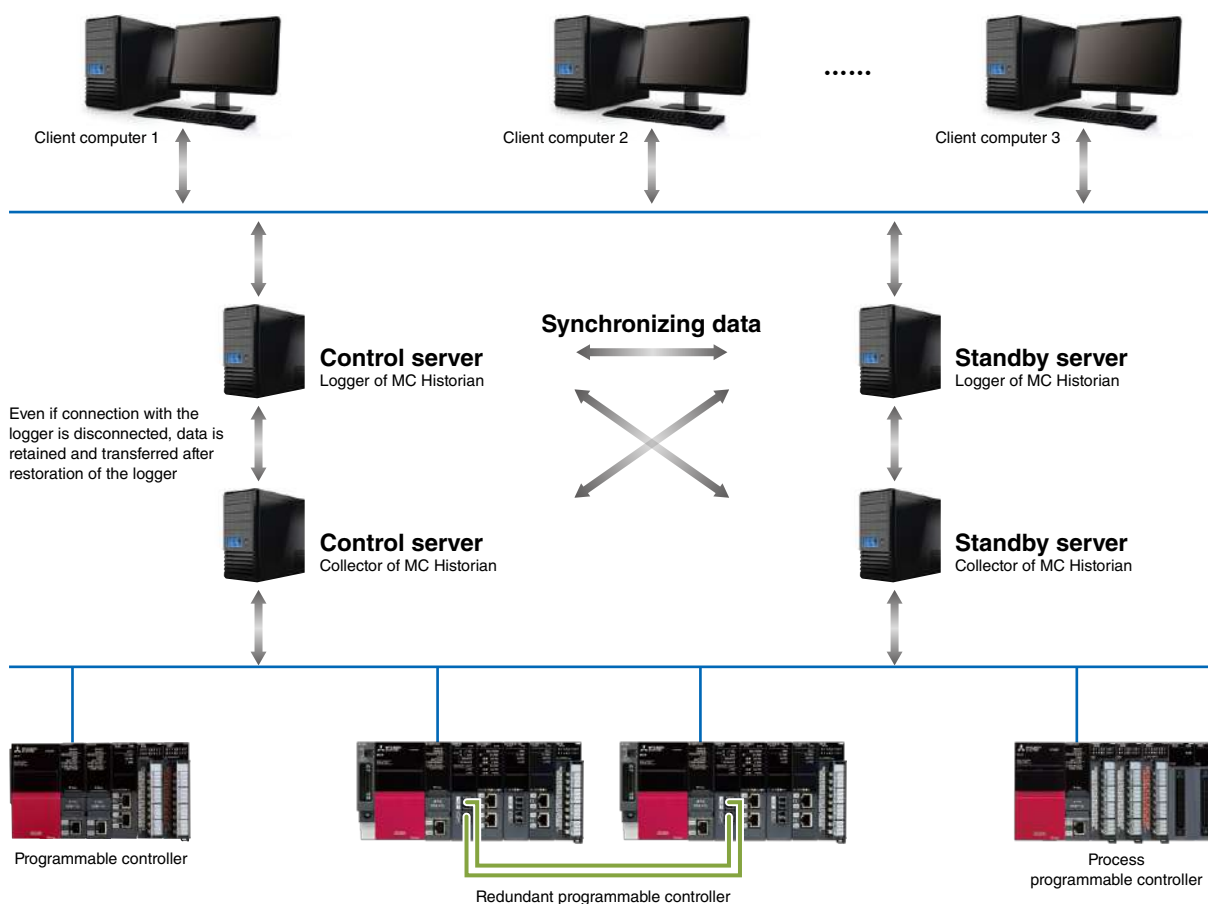 Client computer 1
Client computer 2
......
Client computer 3
Synchronizing data
Control server
Logger of MC Historian
Standby server
Logger of MC Historian
Even if connection with the
logger is disconnected, data is
retained and transferred after
restoration of the logger
Control server
Collector of MC Historian
Standby server
Collector of MC Historian
Programmable controller
Redundant programmable controller
Process
programmable controller